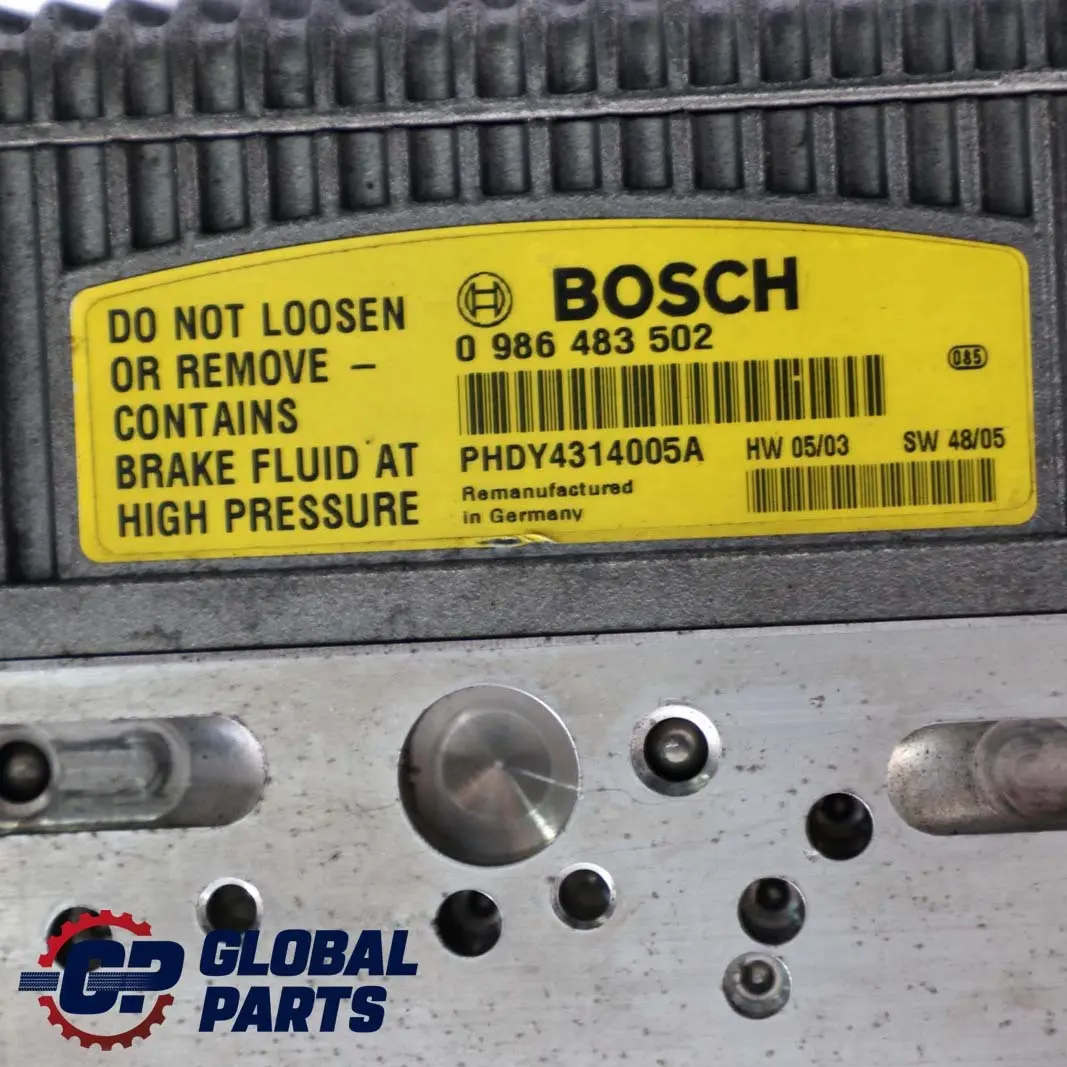 DO NOT LOOSEN
OR REMOVE –
CONTAINS
BRAKE FLUID AT
HIGH PRESSURE
BOSCH
0 986 483 502
085
PHDY4314005A
HW 05/03
SW 48/05
Remanufactured
in Germany
GP GLOBAL
PARTS